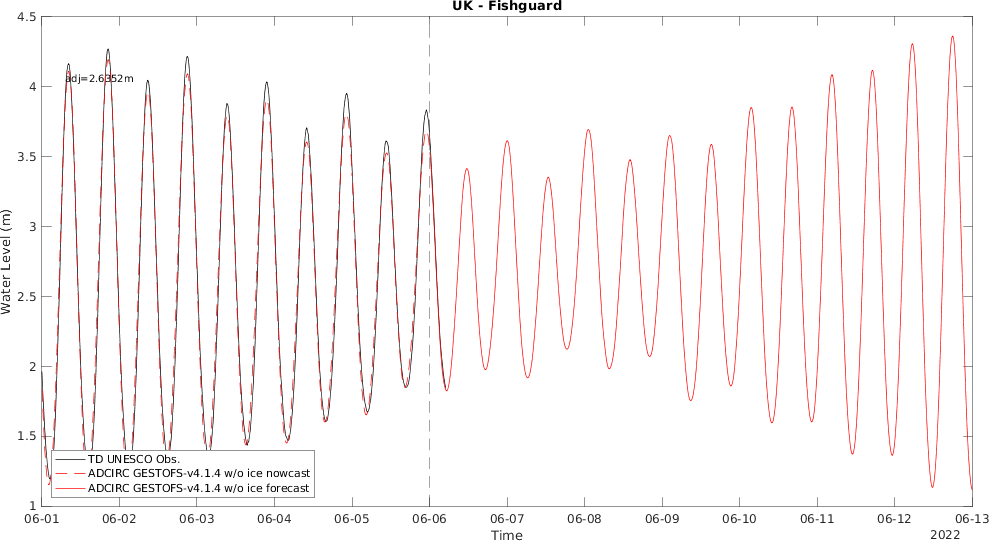 UK - Fishguard
4.5
4
3.5
3
2.5
2
1.5
1
Water Level (m)
adj=2.6352m
TD UNESCO Obs.
ADCIRC GESTOFS-v4.1.4 w/o ice nowcast
ADCIRC GESTOFS-v4.1.4 w/o ice forecast
06-01 06-02 06-03 06-04 06-05 06-06 06-07 06-08 06-09 06-10 06-11 06-12 06-13
Time
2022